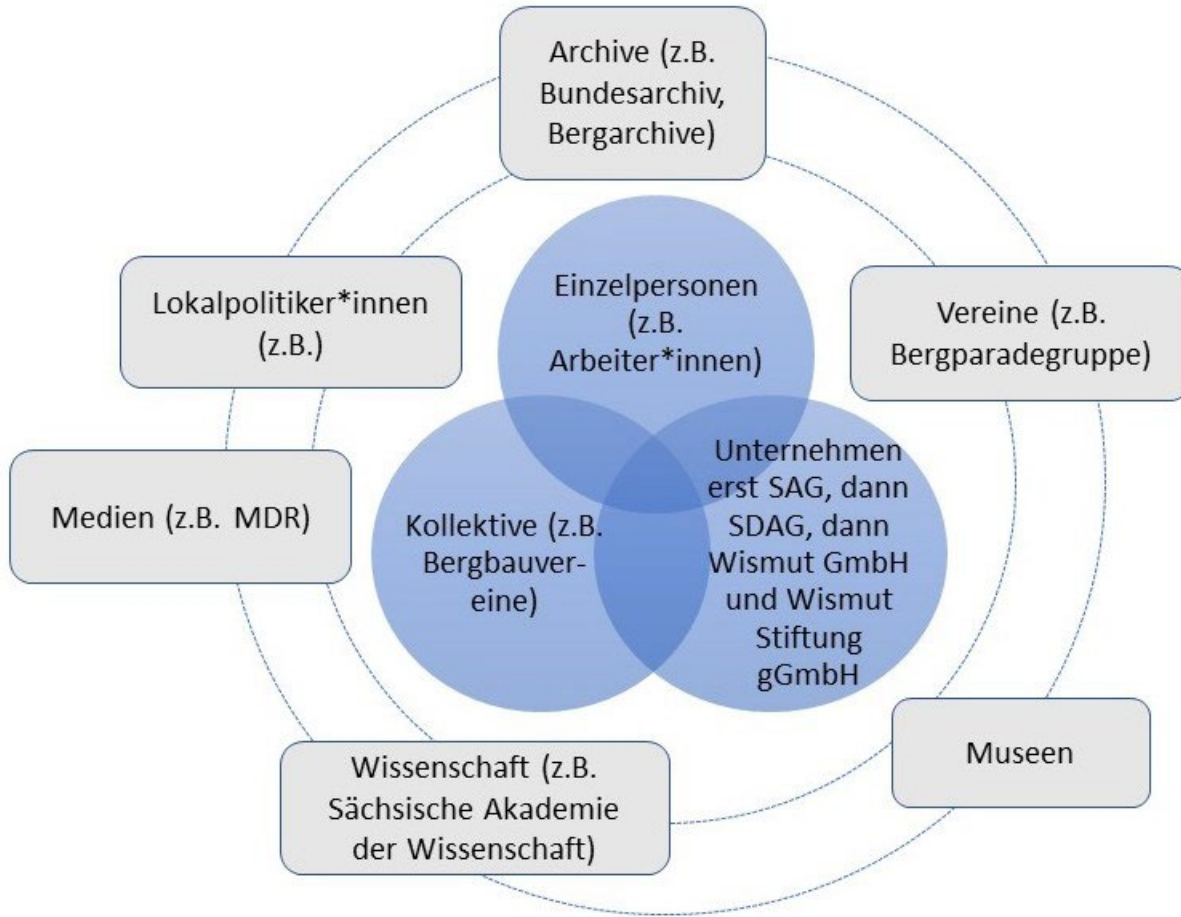 Archive (z.B.
Bundesarchiv,
Bergarchive)
Lokalpolitiker*innen
(z.B.)
Einzelpersonen
(z.B.
Arbeiter*innen)
Vereine (z.B.
Bergparadegruppe)
Medien (z.B. MDR)
Kollektive (z.B.
Bergbauver-
eine)
Unternehmen
erst SAG, dann
SDAG, dann
Wismut GmbH
und Wismut
Stiftung
gGmbH
Wissenschaft (z.B.
Sächsische Akademie
der Wissenschaft)
Museen